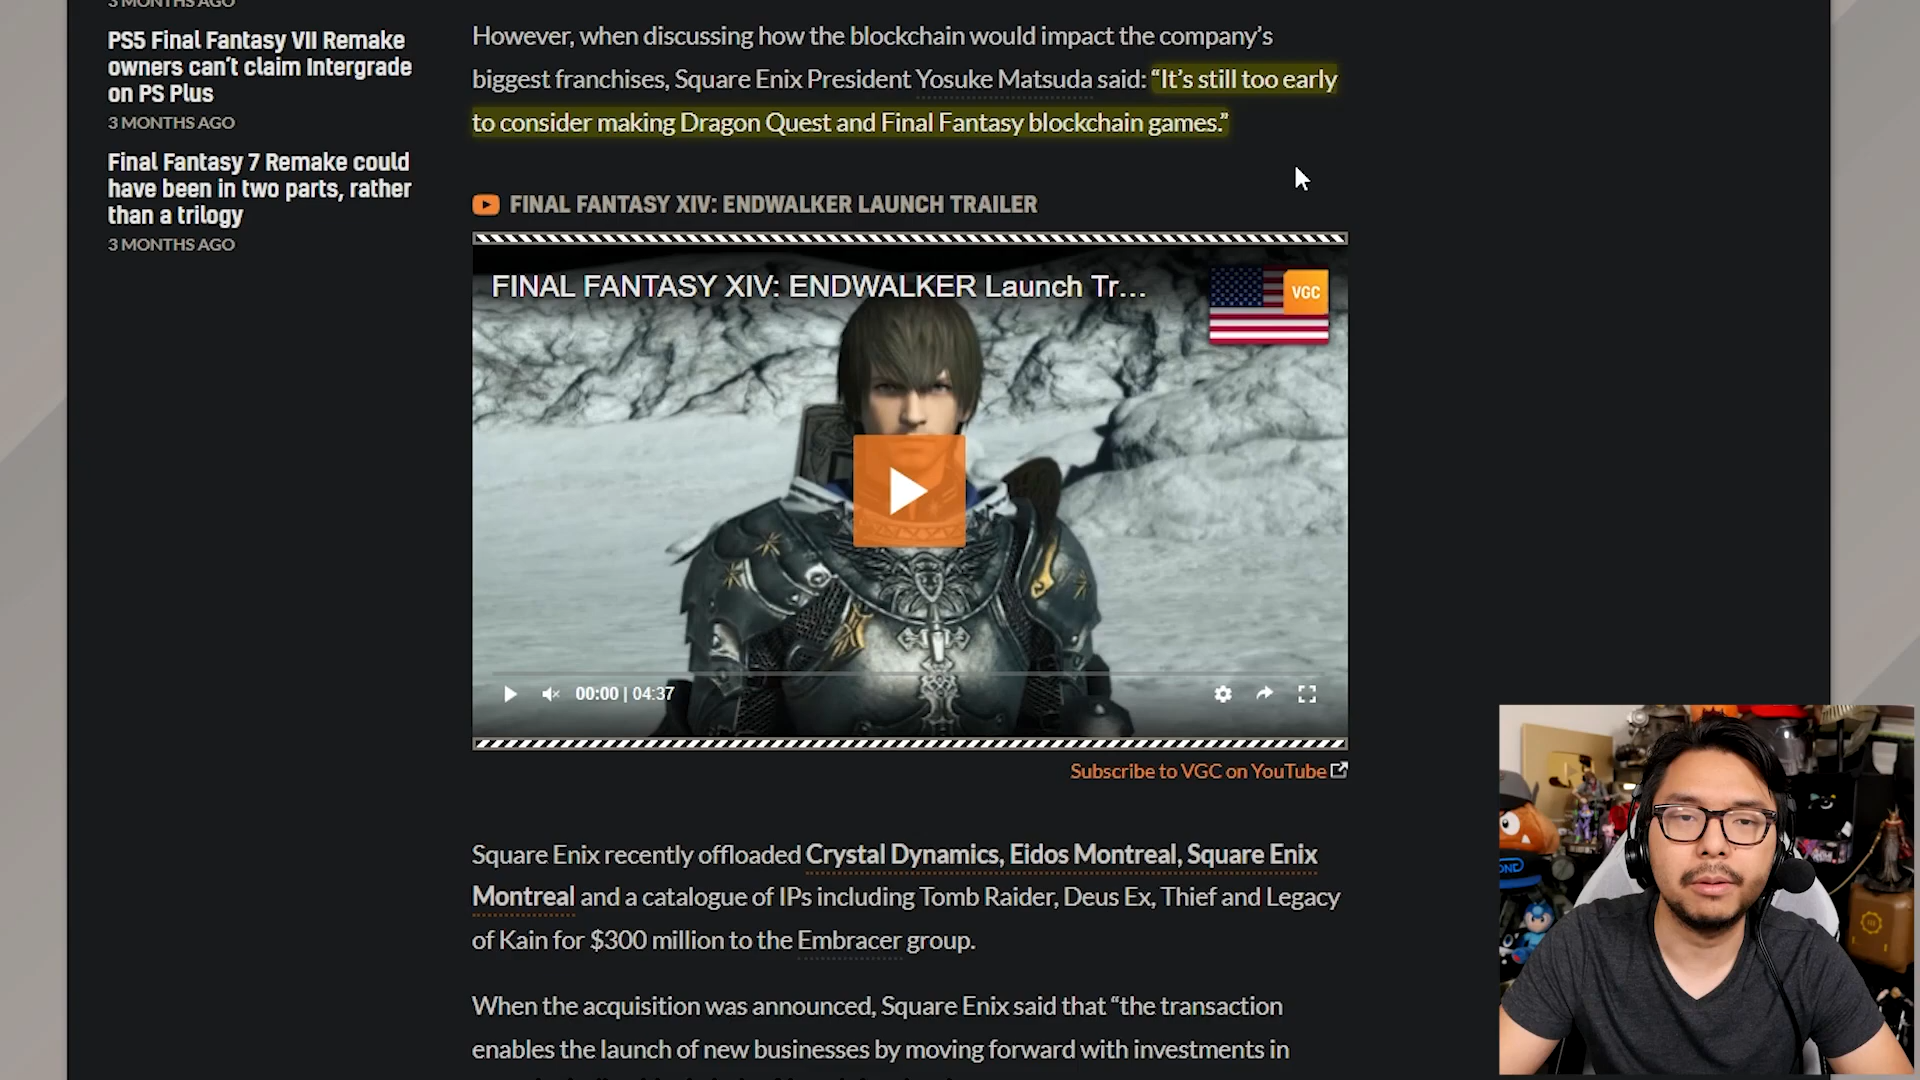 3 MONTHS AGO
PS5 Final Fantasy VII Remake
owners can't claim Intergrade
on PS Plus
3 MONTHS AGO
Final Fantasy 7 Remake could
have been in two parts, rather
than a trilogy
3 MONTHS AGO
However, when discussing how the blockchain would impact the company's
biggest franchises, Square Enix President Yosuke Matsuda said: “It's still too early
to consider making Dragon Quest and Final Fantasy blockchain games.”
FINAL FANTASY XIV: ENDWALKER LAUNCH TRAILER
FINAL FANTASY XIV: ENDWALKER Launch Tr...
VGC
00:00 | 04:37
Subscribe to VGC on YouTube
Square Enix recently offloaded Crystal Dynamics, Eidos Montreal, Square Enix
Montreal and a catalogue of IPs including Tomb Raider, Deus Ex, Thief and Legacy
of Kain for $300 million to the Embracer group.
When the acquisition was announced, Square Enix said that “the transaction
enables the launch of new businesses by moving forward with investments in